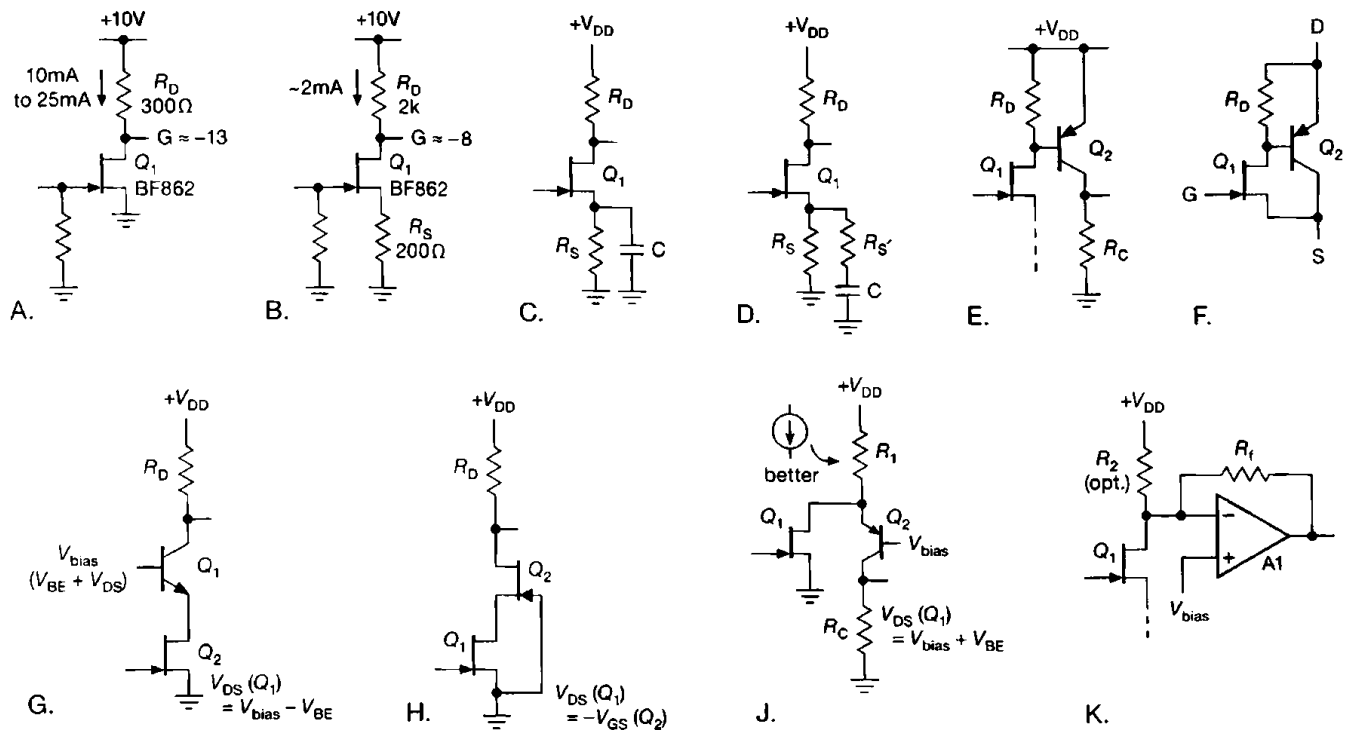 +10V
10mA
to 25mA
R_D
300Ω
G ≈ −13
Q_1
BF862
A.
+10V
~2mA
R_D
2k
G ≈ −8
Q_1
BF862
R_S
200Ω
B.
+V_DD
R_D
Q_1
R_S
C
C.
+V_DD
R_D
Q_1
R_S
R_S'
C
D.
+V_DD
R_D
Q_1
Q_2
R_C
E.
D
R_D
Q_1
Q_2
G
S
F.
+V_DD
R_D
V_bias
(V_BE + V_DS)
Q_1
Q_2
V_DS (Q_1)
= V_bias − V_BE
G.
+V_DD
R_D
Q_2
Q_1
V_DS (Q_1)
= −V_GS (Q_2)
H.
+V_DD
better
R_1
Q_1
Q_2
V_bias
R_C
V_DS (Q_1)
= V_bias + V_BE
J.
+V_DD
R_2
(opt.)
R_f
Q_1
−
+
A1
V_bias
K.